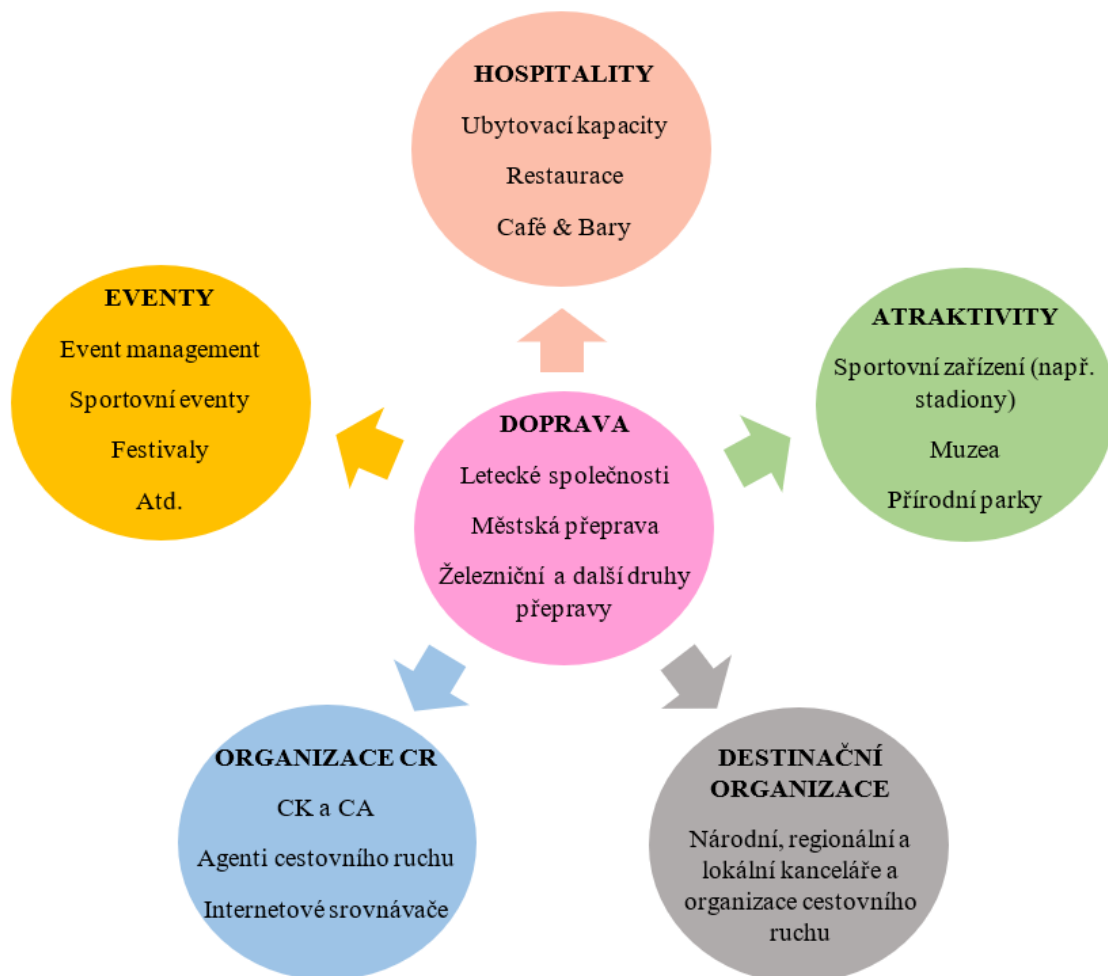 HOSPITALITY
Ubytovací kapacity
Restaurace
Café & Bary
EVENTY
Event management
Sportovní eventy
Festivaly
Atd.
ATRAKTIVITY
Sportovní zařízení (např.
stadiony)
Muzea
Přírodní parky
DOPRAVA
Letecké společnosti
Městská přeprava
Železniční a další druhy
přepravy
ORGANIZACE CR
CK a CA
Agenti cestovního ruchu
Internetové srovnávače
DESTINAČNÍ
ORGANIZACE
Národní, regionální a
lokální kanceláře a
organizace cestovního
ruchu